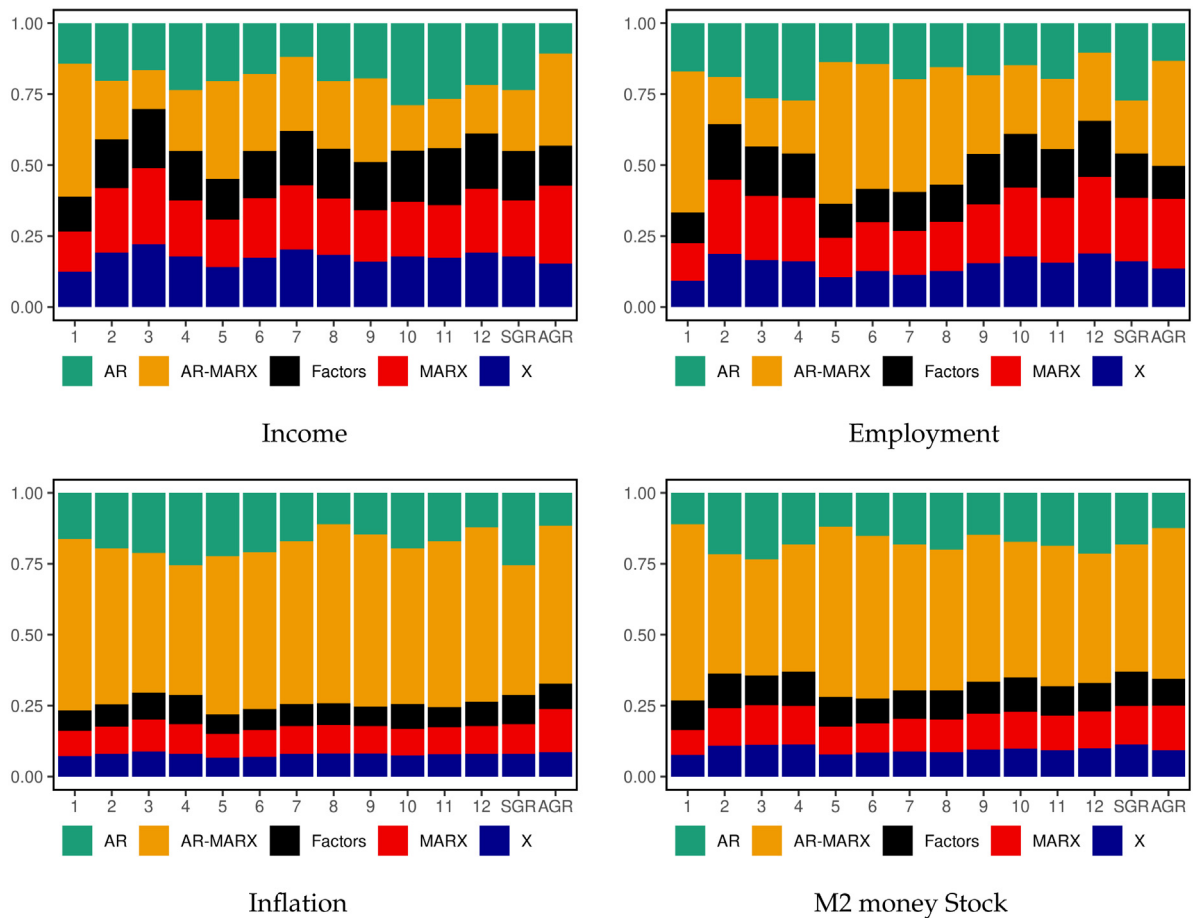 1.00
0.75
0.50
0.25
0.00
1 2 3 4 5 6 7 8 9 10 11 12 SGR AGR
AR AR-MARX Factors MARX X
Income
1.00
0.75
0.50
0.25
0.00
1 2 3 4 5 6 7 8 9 10 11 12 SGR AGR
AR AR-MARX Factors MARX X
Employment
1.00
0.75
0.50
0.25
0.00
1 2 3 4 5 6 7 8 9 10 11 12 SGR AGR
AR AR-MARX Factors MARX X
Inflation
1.00
0.75
0.50
0.25
0.00
1 2 3 4 5 6 7 8 9 10 11 12 SGR AGR
AR AR-MARX Factors MARX X
M2 money Stock